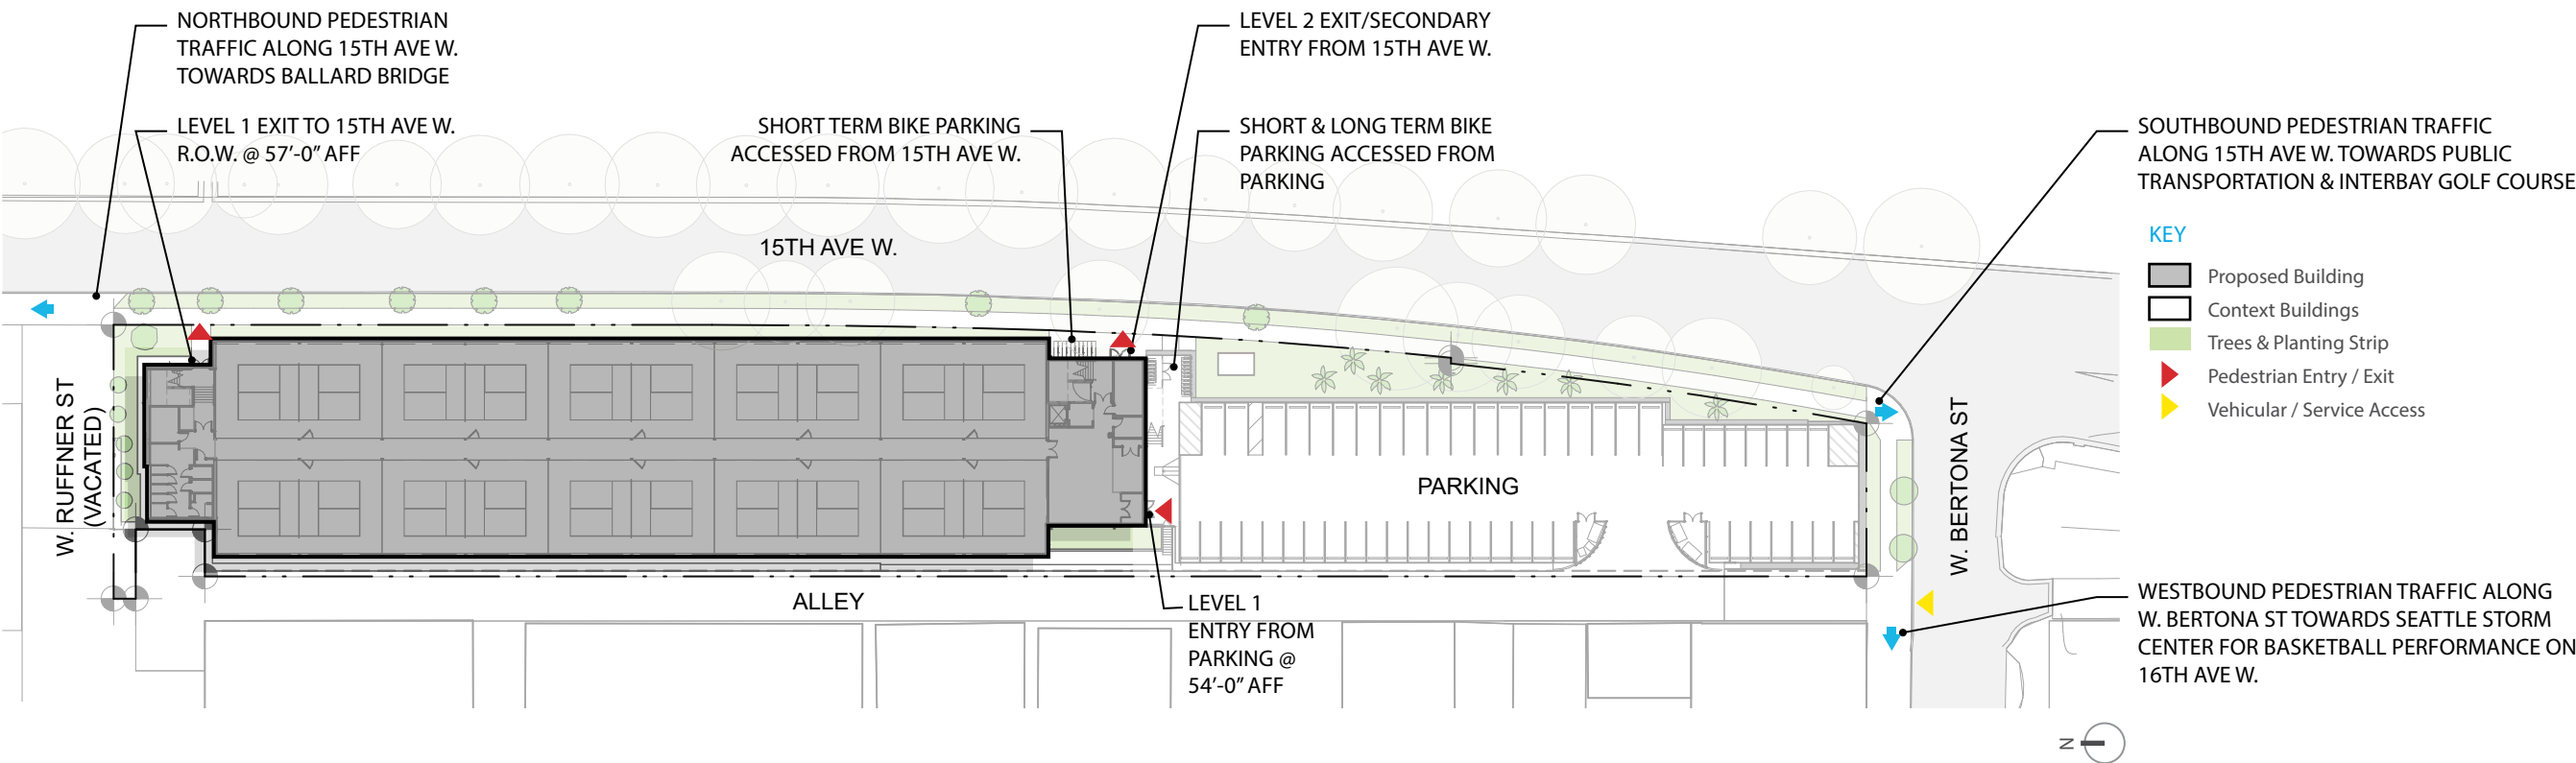 NORTHBOUND PEDESTRIAN
TRAFFIC ALONG 15TH AVE W.
TOWARDS BALLARD BRIDGE
LEVEL 1 EXIT TO 15TH AVE W.
R.O.W. @ 57'-0" AFF
SHORT TERM BIKE PARKING
ACCESSED FROM 15TH AVE W.
LEVEL 2 EXIT/SECONDARY
ENTRY FROM 15TH AVE W.
SHORT & LONG TERM BIKE
PARKING ACCESSED FROM
PARKING
SOUTHBOUND PEDESTRIAN TRAFFIC
ALONG 15TH AVE W. TOWARDS PUBLIC
TRANSPORTATION & INTERBAY GOLF COURSE
KEY
Proposed Building
Context Buildings
Trees & Planting Strip
Pedestrian Entry / Exit
Vehicular / Service Access
15TH AVE W.
W. RUFFNER ST
(VACATED)
PARKING
W. BERTONA ST
ALLEY
LEVEL 1
ENTRY FROM
PARKING @
54'-0" AFF
WESTBOUND PEDESTRIAN TRAFFIC ALONG
W. BERTONA ST TOWARDS SEATTLE STORM
CENTER FOR BASKETBALL PERFORMANCE ON
16TH AVE W.
N